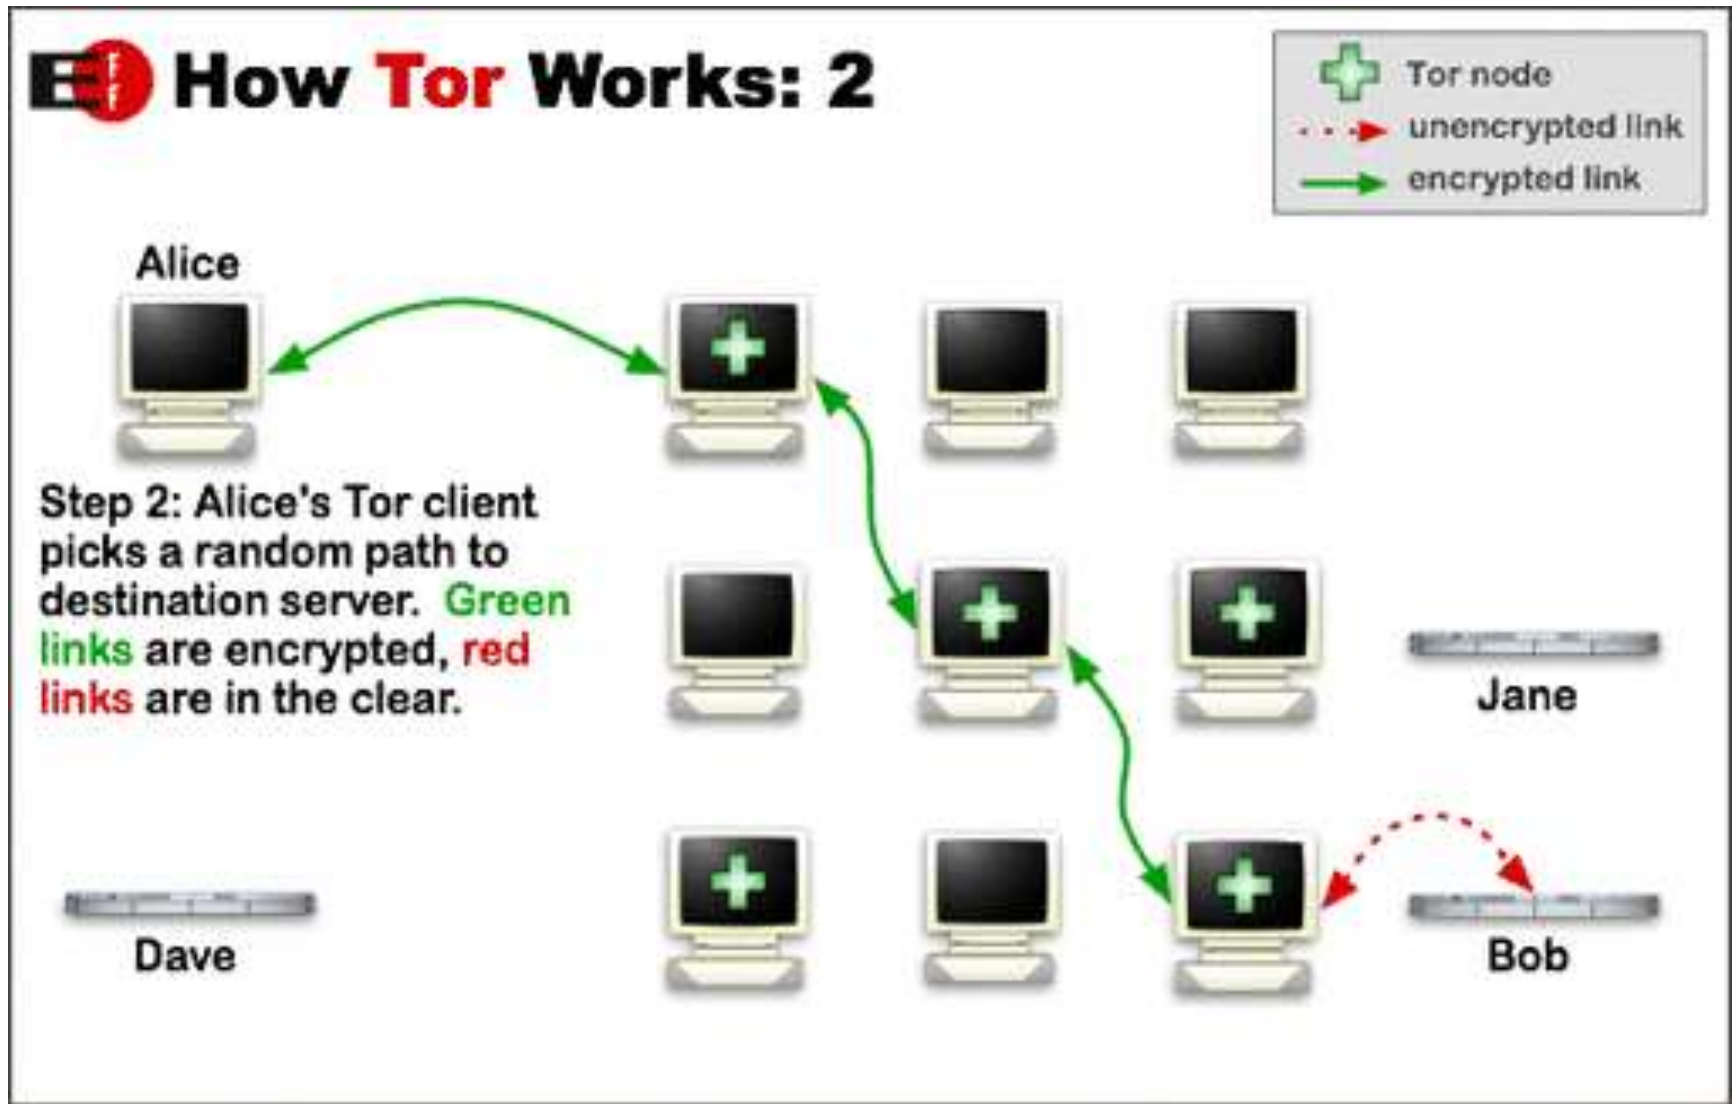 EFF How Tor Works: 2
Tor node
unencrypted link
encrypted link
Alice
Step 2: Alice's Tor client
picks a random path to
destination server. Green
links are encrypted, red
links are in the clear.
Jane
Dave
Bob